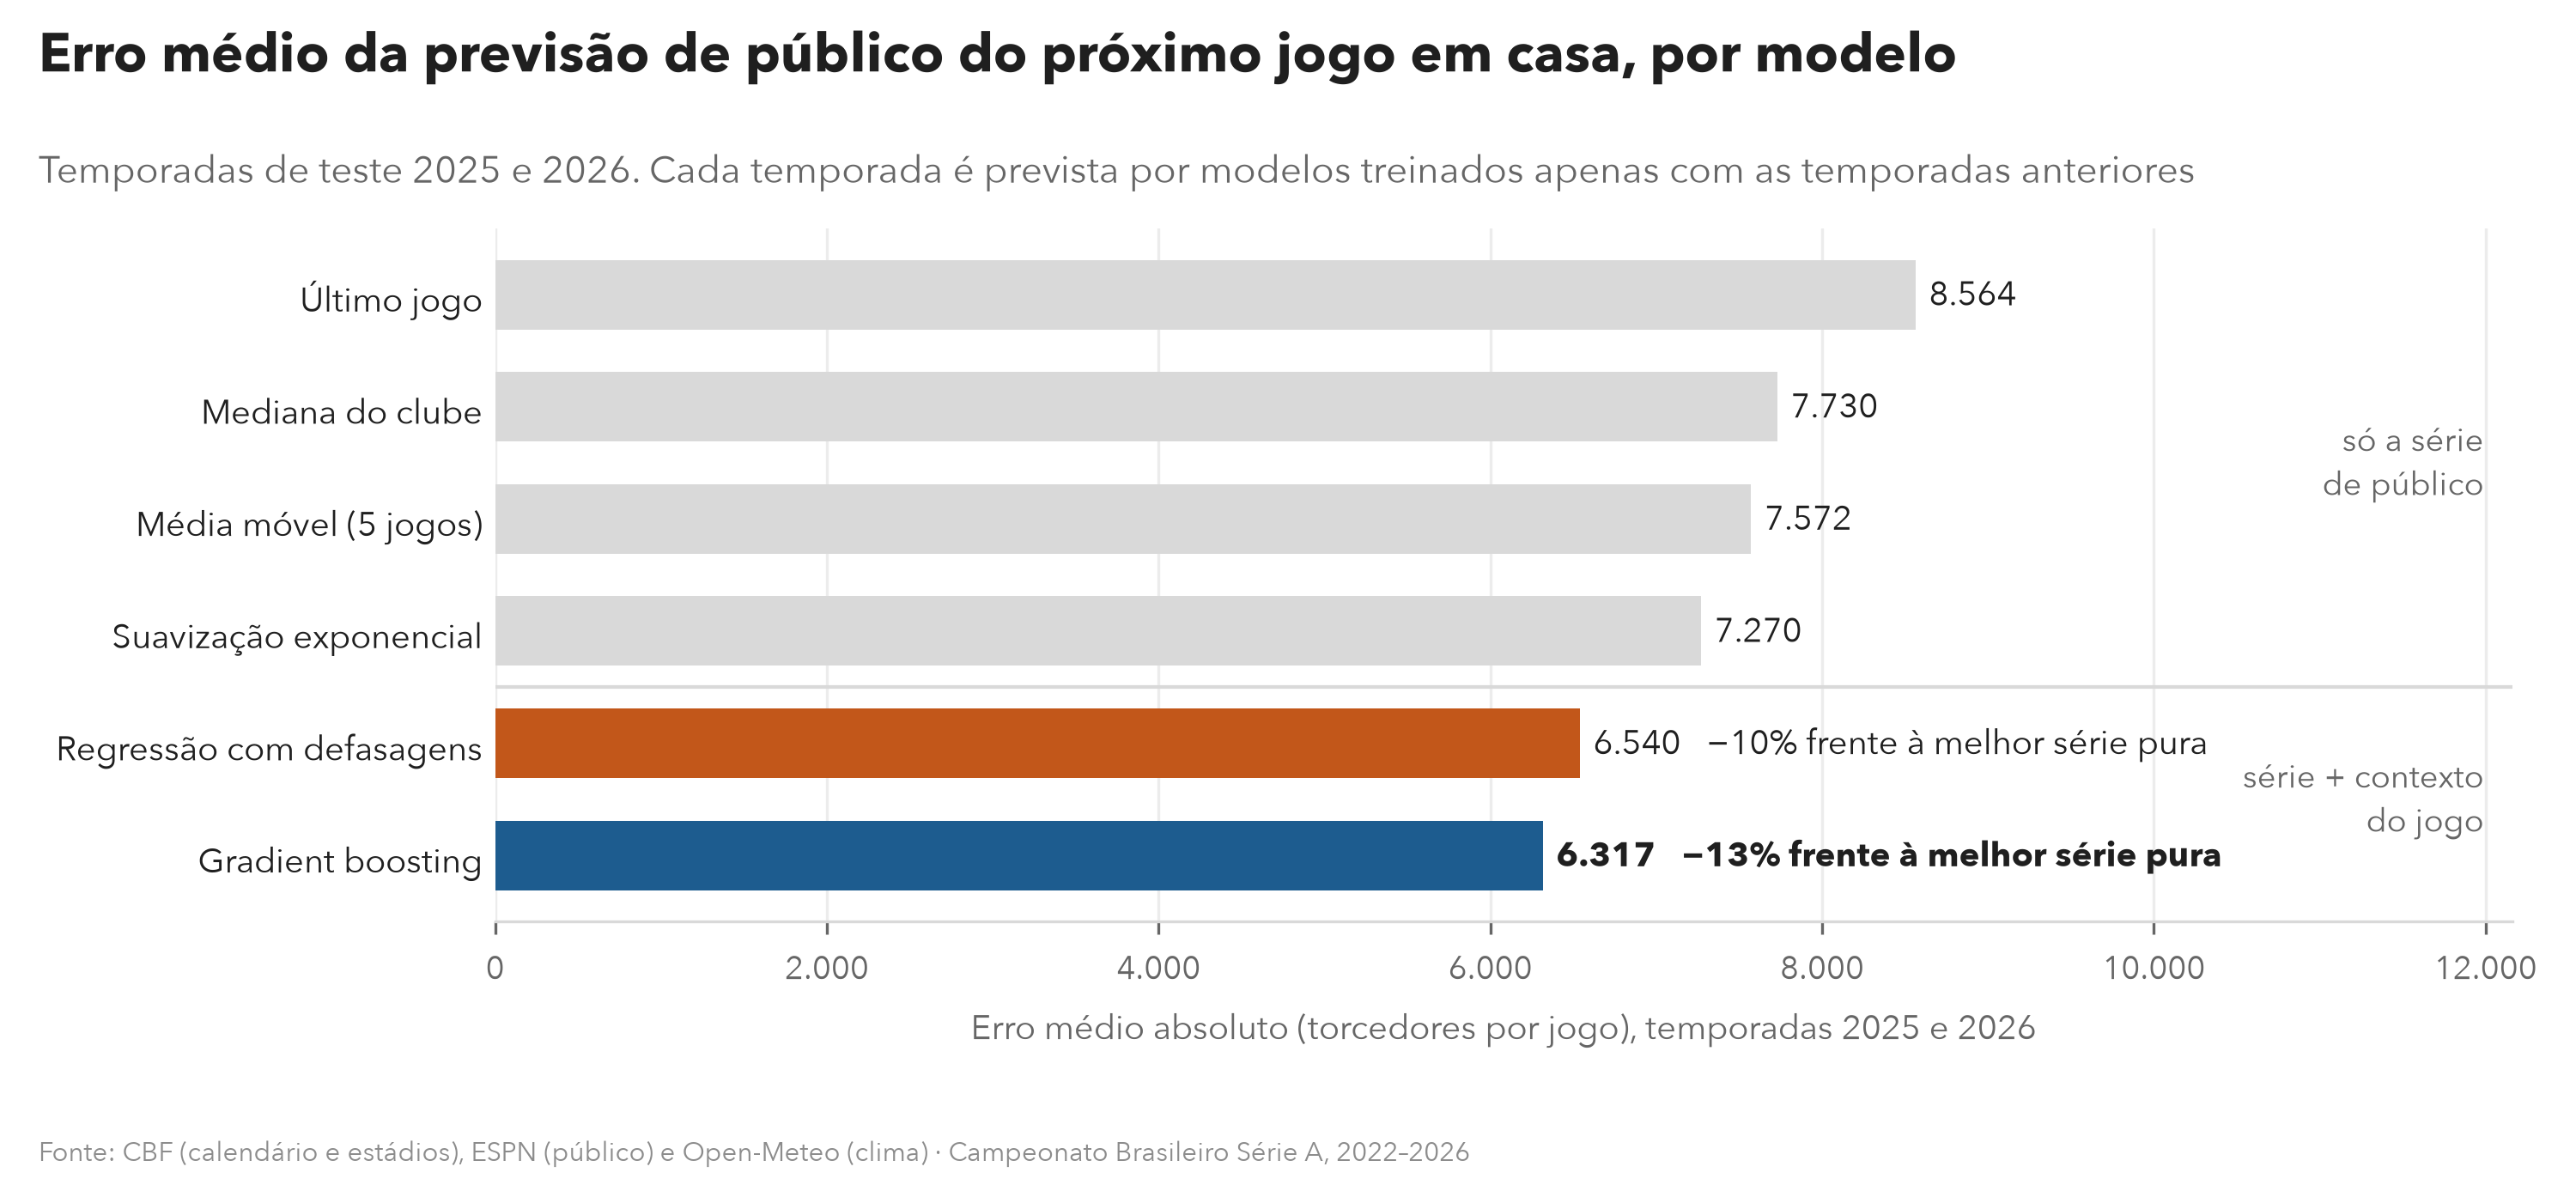 Erro médio da previsão de público do próximo jogo em casa, por modelo
Temporadas de teste 2025 e 2026. Cada temporada é prevista por modelos treinados apenas com as temporadas anteriores
Último jogo
8.564
Mediana do clube
7.730
só a série
de público
Média móvel (5 jogos)
7.572
Suavização exponencial
7.270
Regressão com defasagens
6.540 −10% frente à melhor série pura
série + contexto
do jogo
Gradient boosting
6.317 −13% frente à melhor série pura
0 2.000 4.000 6.000 8.000 10.000 12.000
Erro médio absoluto (torcedores por jogo), temporadas 2025 e 2026
Fonte: CBF (calendário e estádios), ESPN (público) e Open-Meteo (clima) · Campeonato Brasileiro Série A, 2022–2026